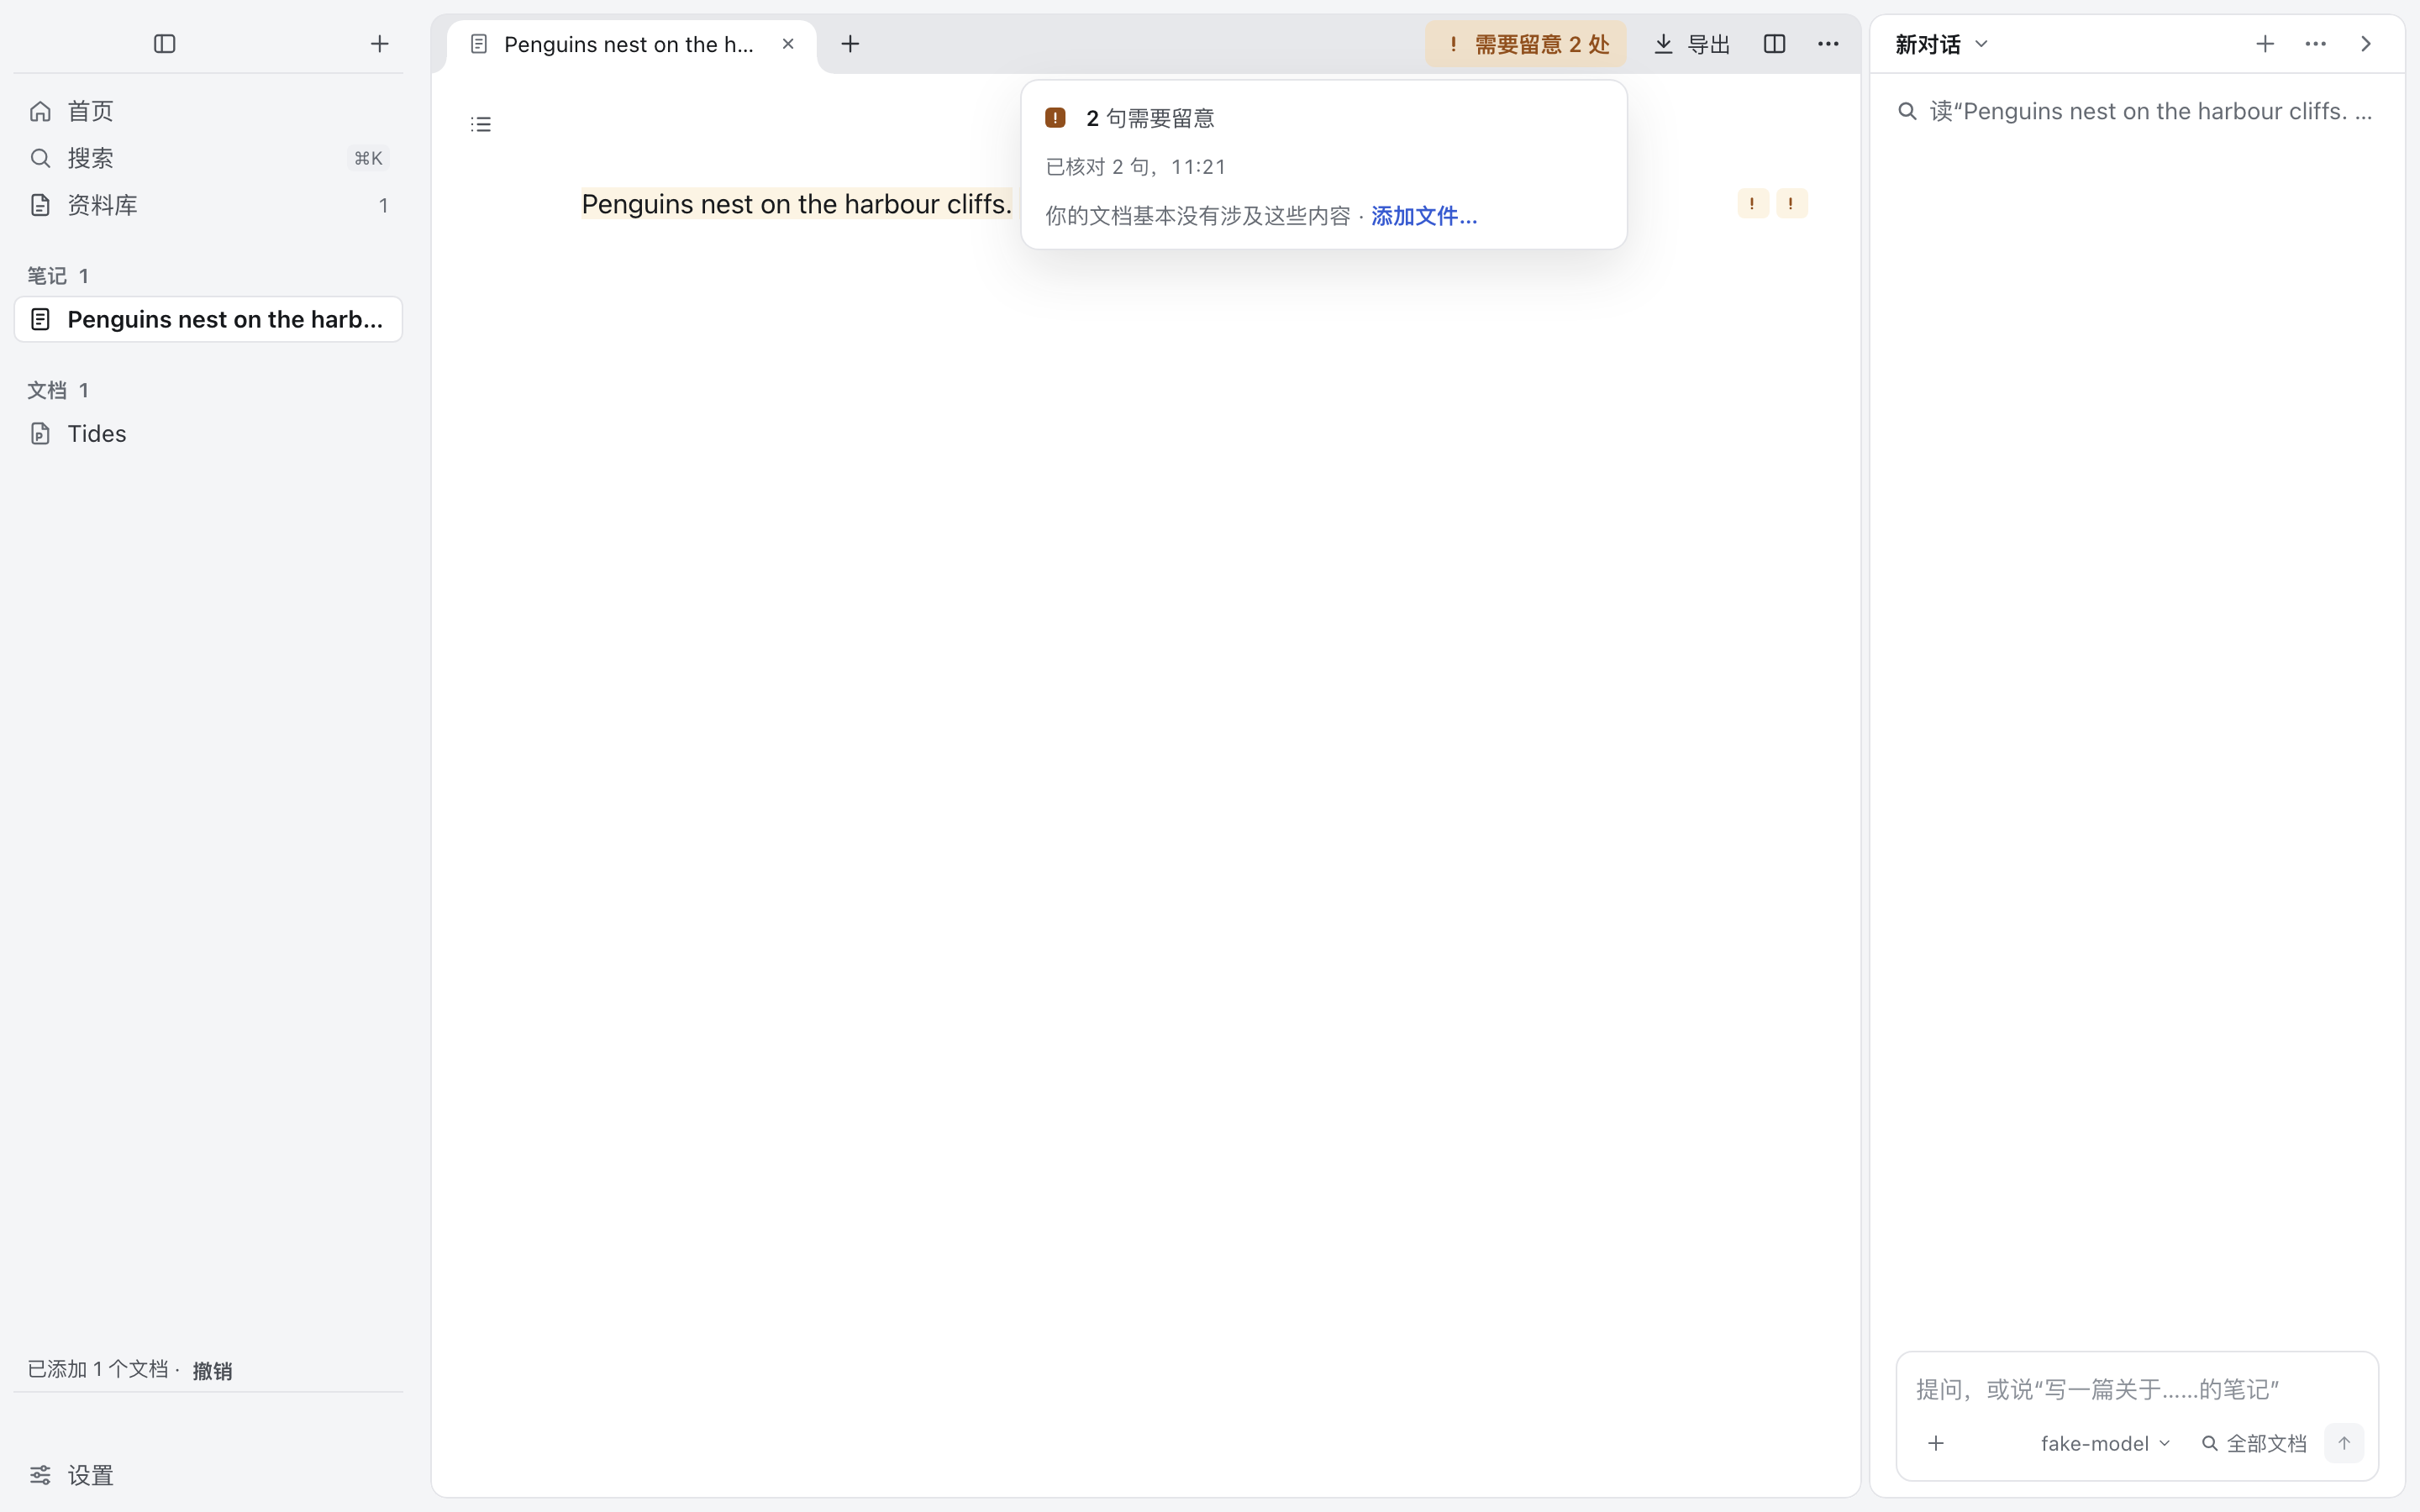 首页
搜索 ⌘K
资料库 1
笔记 1
Penguins nest on the harb...
文档 1
Tides
已添加 1 个文档 · 撤销
设置
Penguins nest on the h...
! 需要留意 2 处
导出
! 2 句需要留意
已核对 2 句，11:21
你的文档基本没有涉及这些内容 · 添加文件...
Penguins nest on the harbour cliffs.
! !
新对话
读“Penguins nest on the harbour cliffs. ...
提问，或说“写一篇关于……的笔记”
fake-model 全部文档